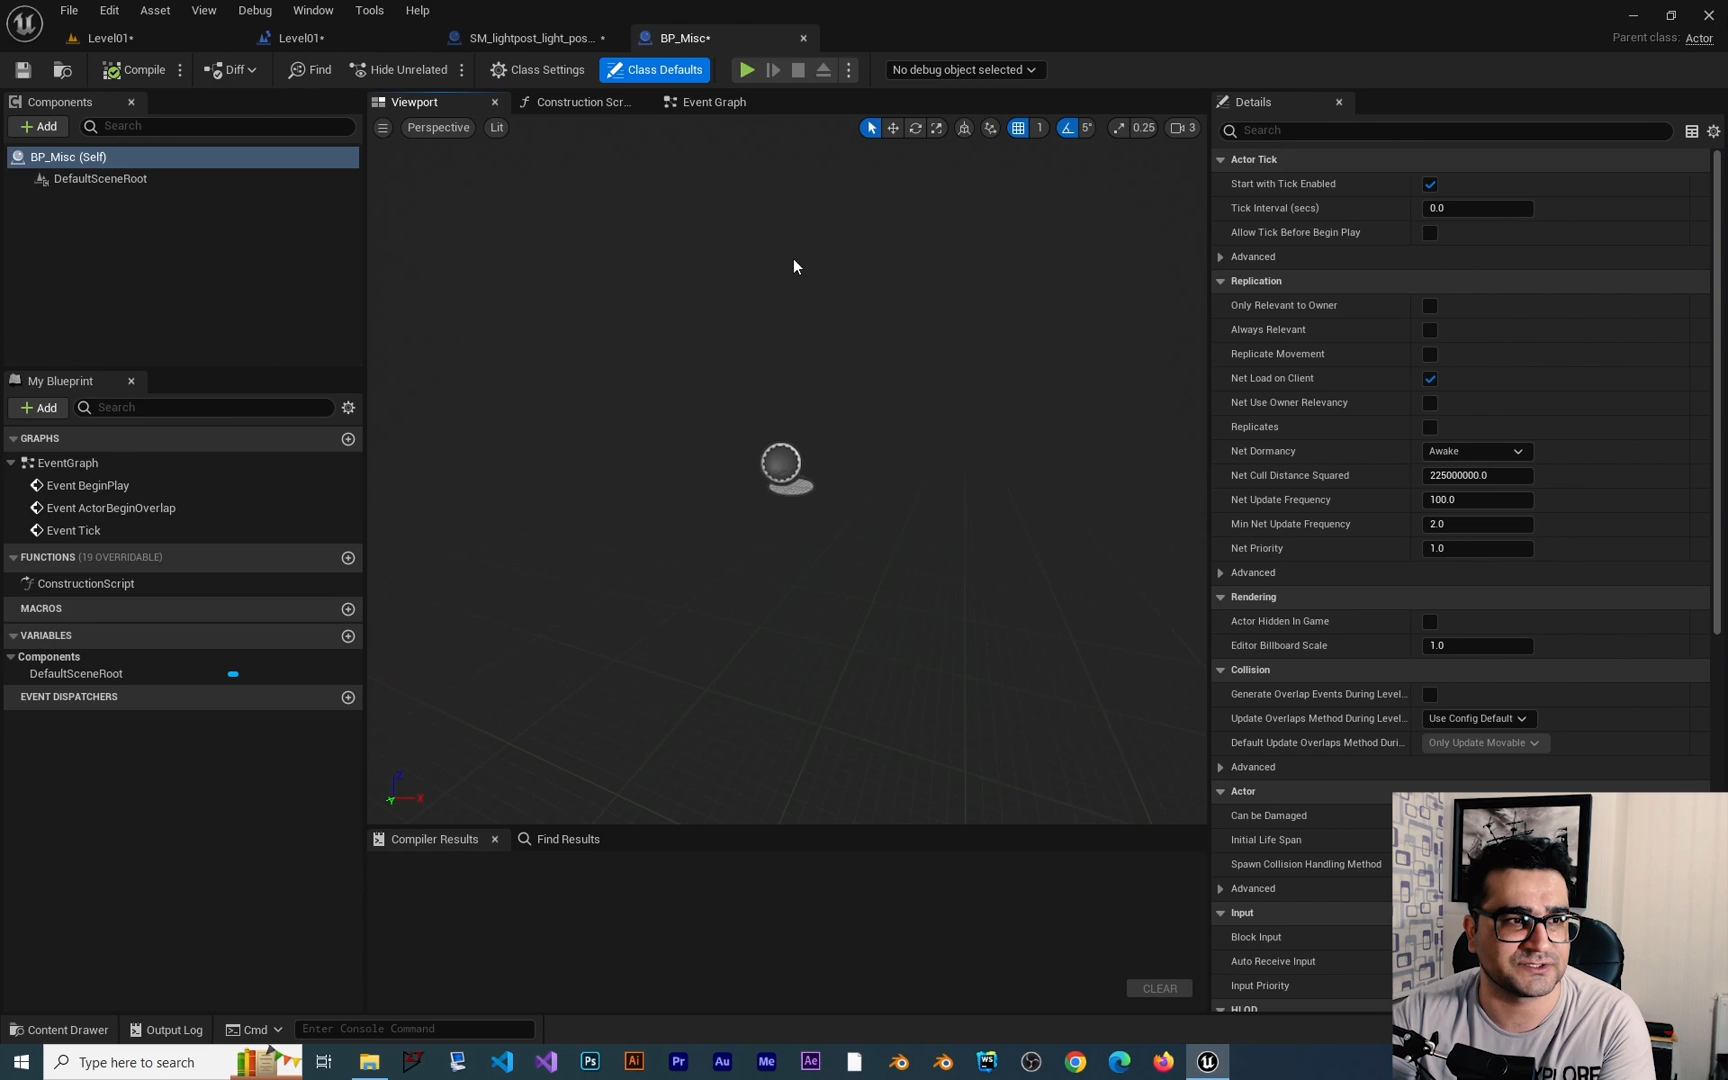 File Edit Asset View Debug Window Tools Help
Level01* Level01* SM_lightpost_light_pos... * BP_Misc* Parent class: Actor
Compile Diff Find Hide Unrelated Class Settings Class Defaults No debug object selected
Components Viewport Construction Scr... Event Graph Details
Add Search Perspective Lit 1 5° 0.25 3 Search
BP_Misc (Self)
DefaultSceneRoot
My Blueprint
Add Search
GRAPHS
EventGraph
Event BeginPlay
Event ActorBeginOverlap
Event Tick
FUNCTIONS (19 OVERRIDABLE)
ConstructionScript
MACROS
VARIABLES
Components
DefaultSceneRoot
EVENT DISPATCHERS
Z
Y X
Compiler Results Find Results
CLEAR
Actor Tick
Start with Tick Enabled
Tick Interval (secs) 0.0
Allow Tick Before Begin Play
Advanced
Replication
Only Relevant to Owner
Always Relevant
Replicate Movement
Net Load on Client
Net Use Owner Relevancy
Replicates
Net Dormancy Awake
Net Cull Distance Squared 225000000.0
Net Update Frequency 100.0
Min Net Update Frequency 2.0
Net Priority 1.0
Advanced
Rendering
Actor Hidden In Game
Editor Billboard Scale 1.0
Collision
Generate Overlap Events During Level...
Update Overlaps Method During Level... Use Config Default
Default Update Overlaps Method Duri... Only Update Movable
Advanced
Actor
Can be Damaged
Initial Life Span
Spawn Collision Handling Method
Advanced
Input
Block Input
Auto Receive Input
Input Priority
HLOD
Content Drawer Output Log Cmd Enter Console Command
Type here to search Ps Ai Pr Au Me Ae WS